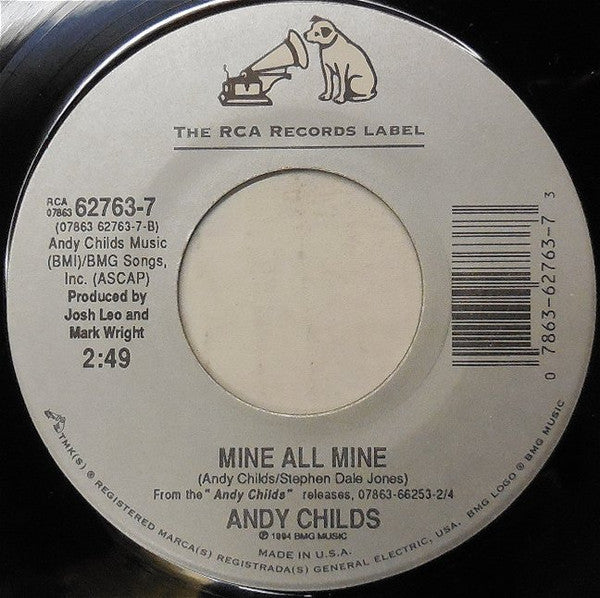 THE RCA RECORDS LABEL
RCA
07863 62763-7
(07863 62763-7-B)
Andy Childs Music
(BMI)/BMG Songs,
Inc. (ASCAP)
Produced by
Josh Leo and
Mark Wright
2:49
0 7863-62763-7 3
MINE ALL MINE
(Andy Childs/Stephen Dale Jones)
From the "Andy Childs" releases, 07863-66253-2/4
ANDY CHILDS
℗ 1994 BMG MUSIC
MADE IN U.S.A.
TMK(S) ® REGISTERED MARCA(S) REGISTRADA(S) GENERAL ELECTRIC, USA. BMG LOGO ® BMG MUSIC